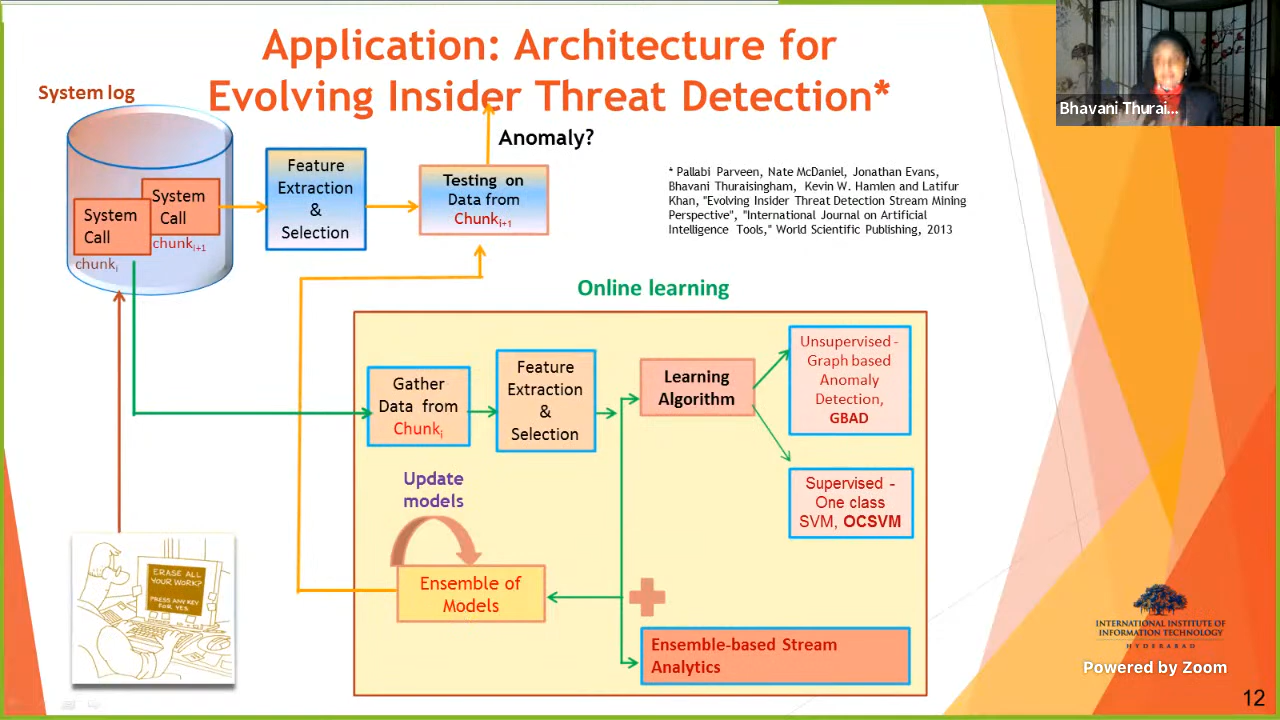 Application: Architecture for
Evolving Insider Threat Detection*
System log
Bhavani Thurai...
Anomaly?
System
Call
chunki
System
Call
chunki+1
Feature
Extraction
&
Selection
Testing on
Data from
Chunki+1
* Pallabi Parveen, Nate McDaniel, Jonathan Evans,
Bhavani Thuraisingham, Kevin W. Hamlen and Latifur
Khan, "Evolving Insider Threat Detection Stream Mining
Perspective", "International Journal on Artificial
Intelligence Tools," World Scientific Publishing, 2013
Online learning
Gather
Data from
Chunki
Feature
Extraction
&
Selection
Learning
Algorithm
Unsupervised -
Graph based
Anomaly
Detection,
GBAD
Supervised -
One class
SVM, OCSVM
Update
models
Ensemble of
Models
Ensemble-based Stream
Analytics
ERASE ALL
YOUR WORK?
PRESS ANY KEY
FOR YES
INTERNATIONAL INSTITUTE OF
INFORMATION TECHNOLOGY
HYDERABAD
Powered by Zoom
12